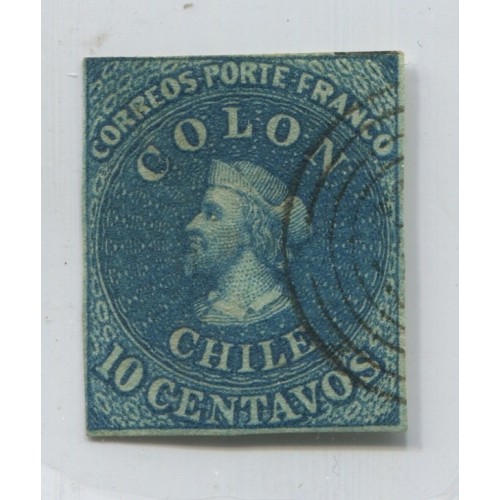 CORREOS PORTE FRANCO
COLON
CHILE
10 CENTAVOS